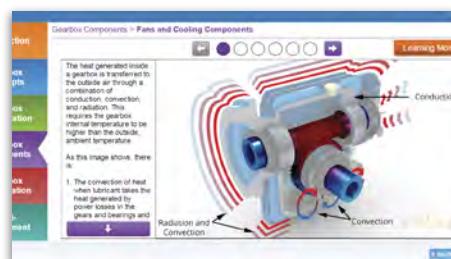 Gearbox Components > Fans and Cooling Components
ction
Learning Mo
The heat generated inside
a gearbox is transferred to
the outside air through a
combination of
conduction, convection,
and radiation. This
requires the gearbox
internal temperature to be
higher than the outside,
ambient temperature.
As this image shows, there
is:
1. The convection of heat
when lubricant takes the
heat generated by
power losses in the
gears and bearings and
box
pts
box
ation
box
ents
box
ation
ment
Conducti
Convection
Radiation and
Convection